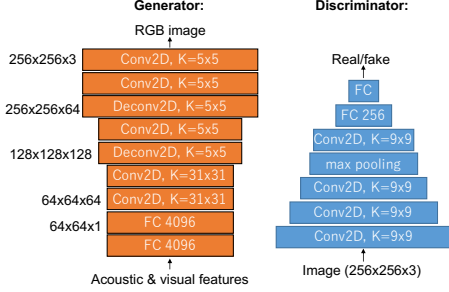 Generator:
RGB image
256x256x3
Conv2D, K=5x5
Conv2D, K=5x5
256x256x64
Deconv2D, K=5x5
Conv2D, K=5x5
128x128x128
Deconv2D, K=5x5
Conv2D, K=31x31
64x64x64
Conv2D, K=31x31
64x64x1
FC 4096
FC 4096
Acoustic & visual features
Discriminator:
Real/fake
FC
FC 256
Conv2D, K=9x9
max pooling
Conv2D, K=9x9
Conv2D, K=9x9
Conv2D, K=9x9
Image (256x256x3)